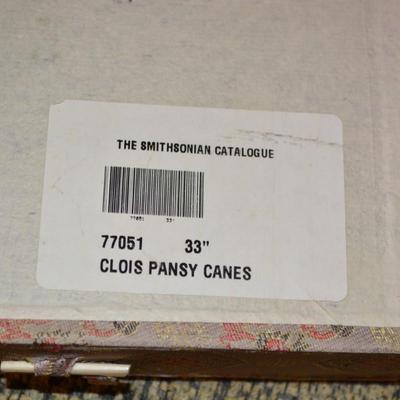 THE SMITHSONIAN CATALOGUE
77051 33"
77051 33"
CLOIS PANSY CANES